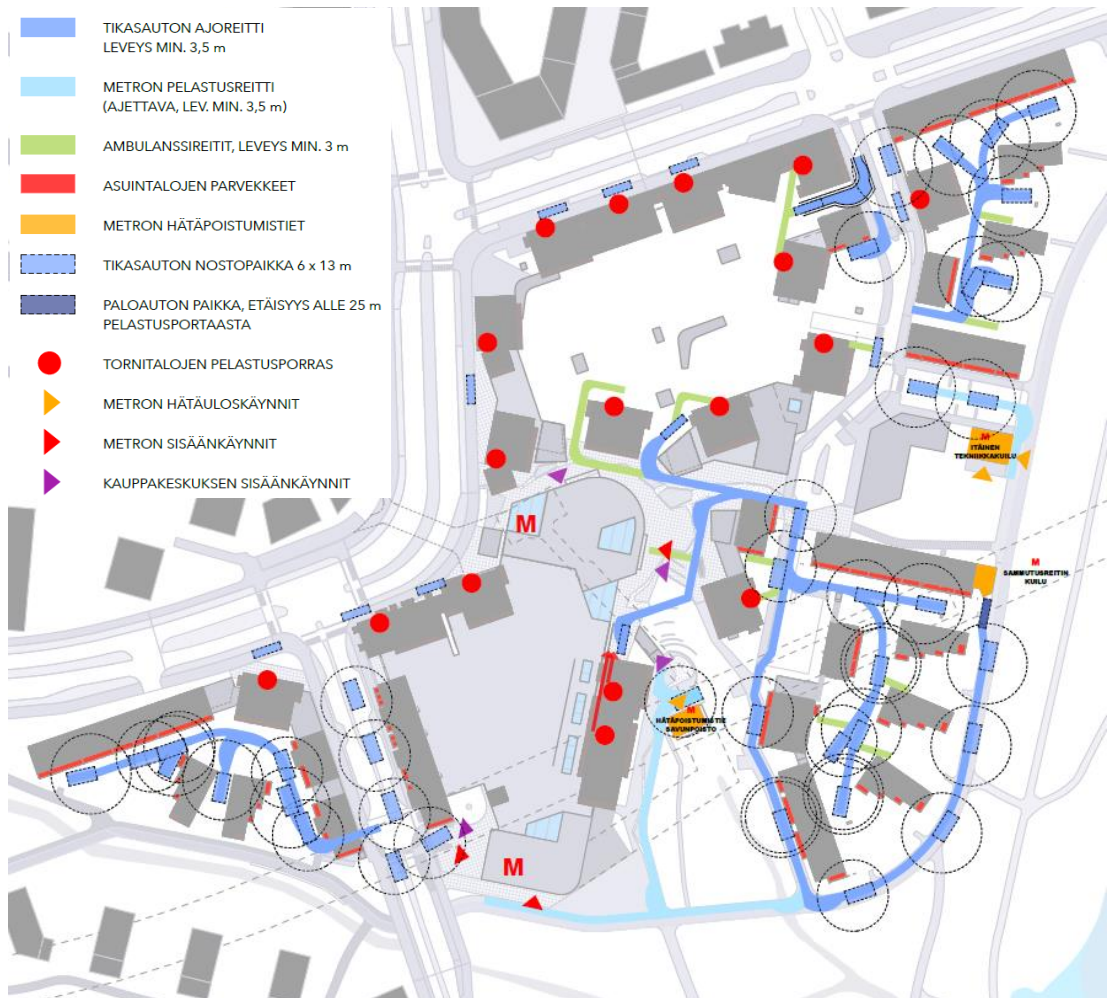 TIKASAUTON AJOREITTI
LEVEYS MIN. 3,5 m
METRON PELASTUSREITTI
(AJETTAVA, LEV. MIN. 3,5 m)
AMBULANSSIREITIT, LEVEYS MIN. 3 m
ASUINTALOJEN PARVEKKEET
METRON HÄTÄPOISTUMISTIET
TIKASAUTON NOSTOPAIKKA 6 x 13 m
PALOAUTON PAIKKA, ETÄISYYS ALLE 25 m
PELASTUSPORTAASTA
TORNITALOJEN PELASTUSPORRAS
METRON HÄTÄULOSKÄYNNIT
METRON SISÄÄNKÄYNNIT
KAUPPAKESKUKSEN SISÄÄNKÄYNNIT
M
ITÄINEN
TEKNIIKKAKUILU
M
M
SAMMUTUSREITIN
KUILU
M
HÄTÄPOISTUMISTIE
SAVUNPOISTO
M